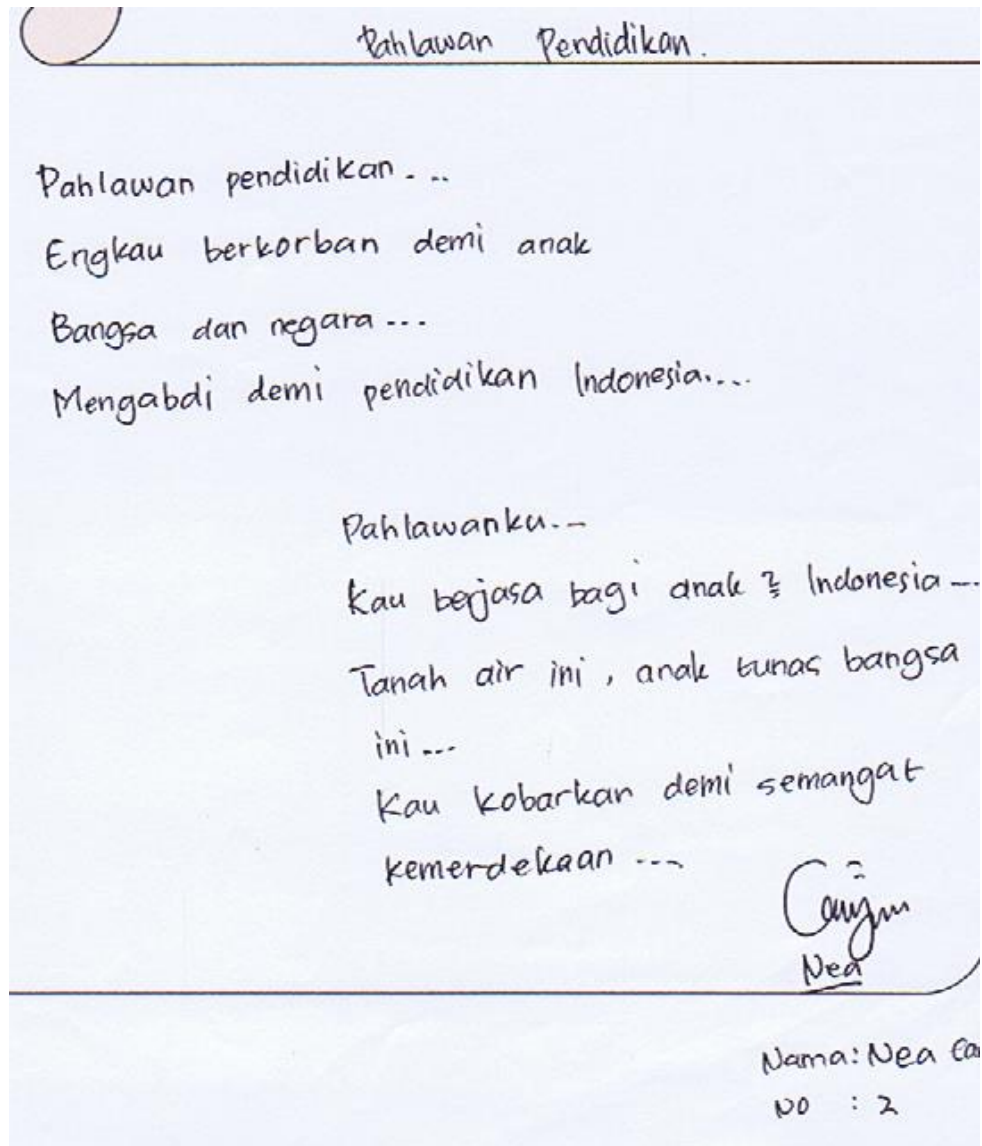 Pahlawan Pendidikan.
Pahlawan pendidikan...
Engkau berkorban demi anak
Bangsa dan negara...
Mengabdi demi pendidikan Indonesia....
Pahlawanku...
Kau berjasa bagi anak 2 Indonesia...
Tanah air ini, anak tunas bangsa
ini...
Kau kobarkan demi semangat
kemerdekaan ...
Nea
Nama: Nea
NO : 2